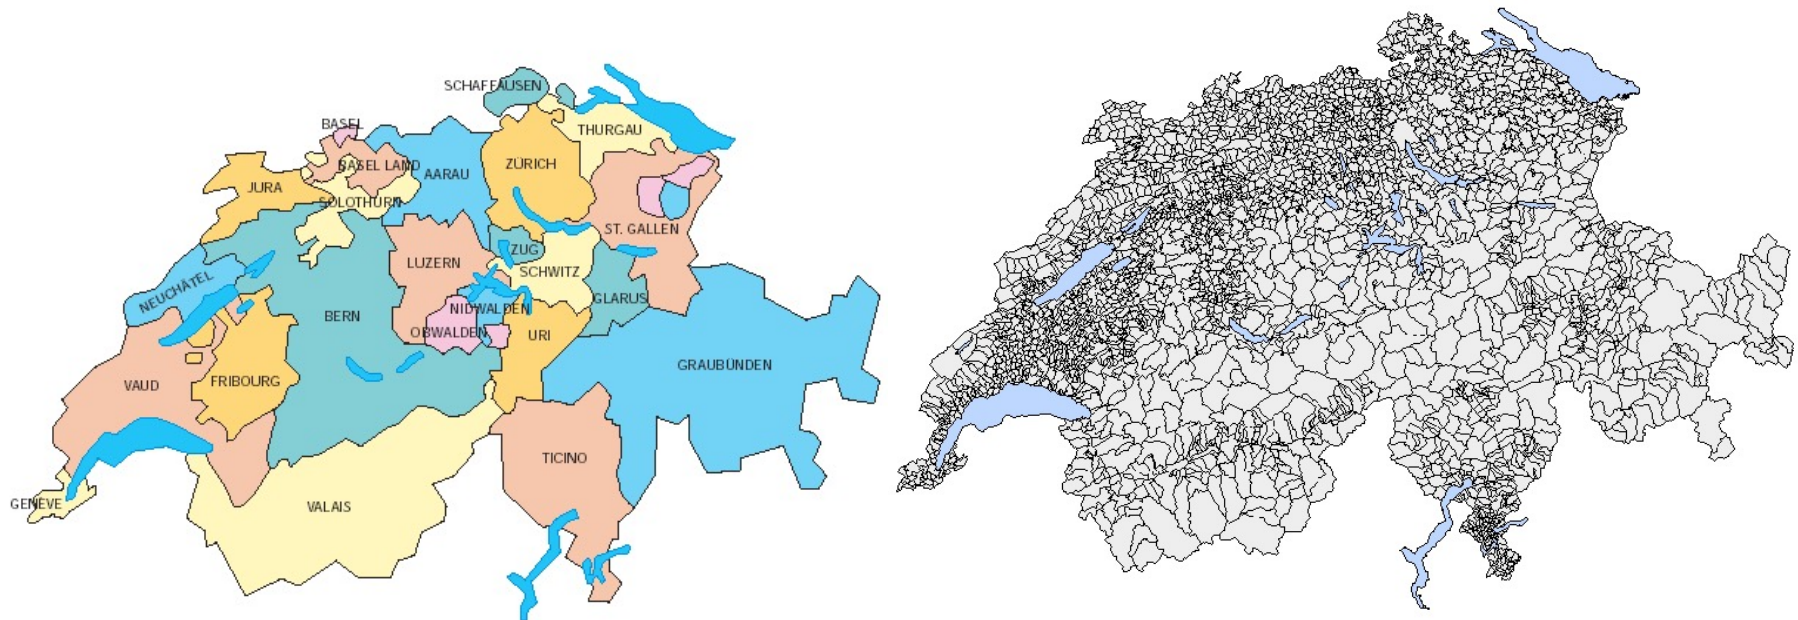 SCHAFFAUSEN
BASEL
THURGAU
BASEL LAND
AARAU
ZÜRICH
JURA
SOLOTHURN
ST. GALLEN
ZUG
LUZERN
SCHWITZ
NEUCHÂTEL
GLARUS
NIDWALDEN
BERN
OBWALDEN
URI
GRAUBÜNDEN
VAUD
FRIBOURG
TICINO
GENÈVE
VALAIS